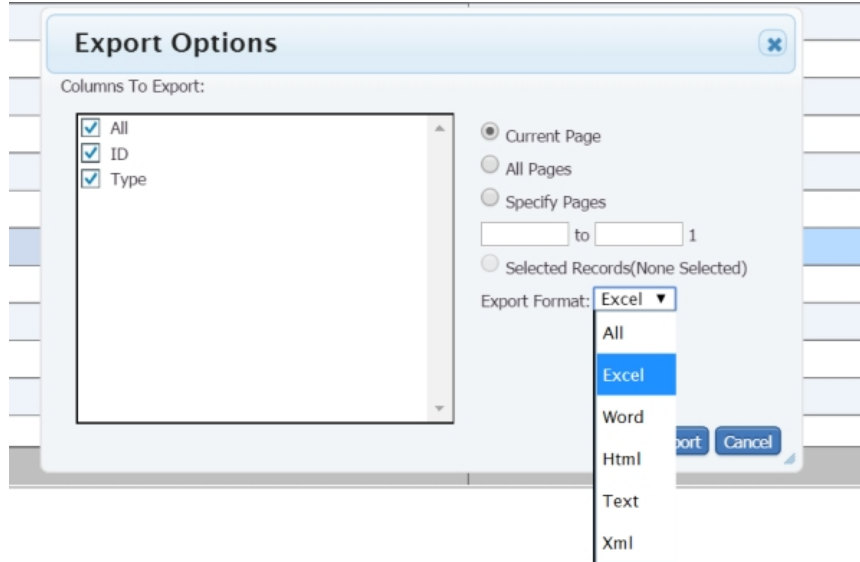 Export Options
Columns To Export:
All
ID
Type
Current Page
All Pages
Specify Pages
to 1
Selected Records(None Selected)
Export Format: Excel
All
Excel
Word
Html
Text
Xml
Cancel